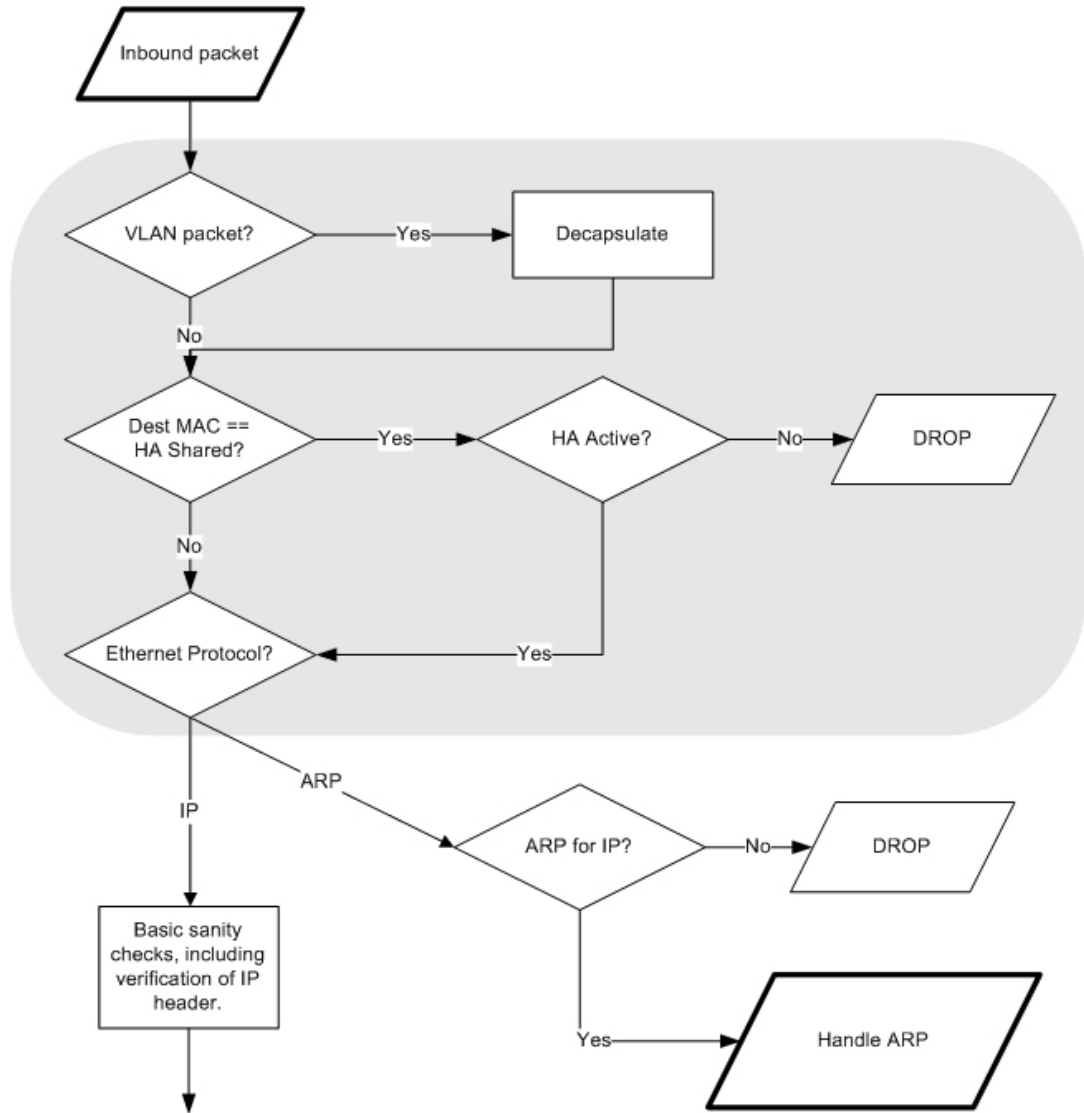 Inbound packet
VLAN packet?
Yes
Decapsulate
No
Dest MAC ==
HA Shared?
Yes
HA Active?
No
DROP
No
Ethernet Protocol?
Yes
ARP
IP
ARP for IP?
No
DROP
Basic sanity
checks, including
verification of IP
header.
Yes
Handle ARP